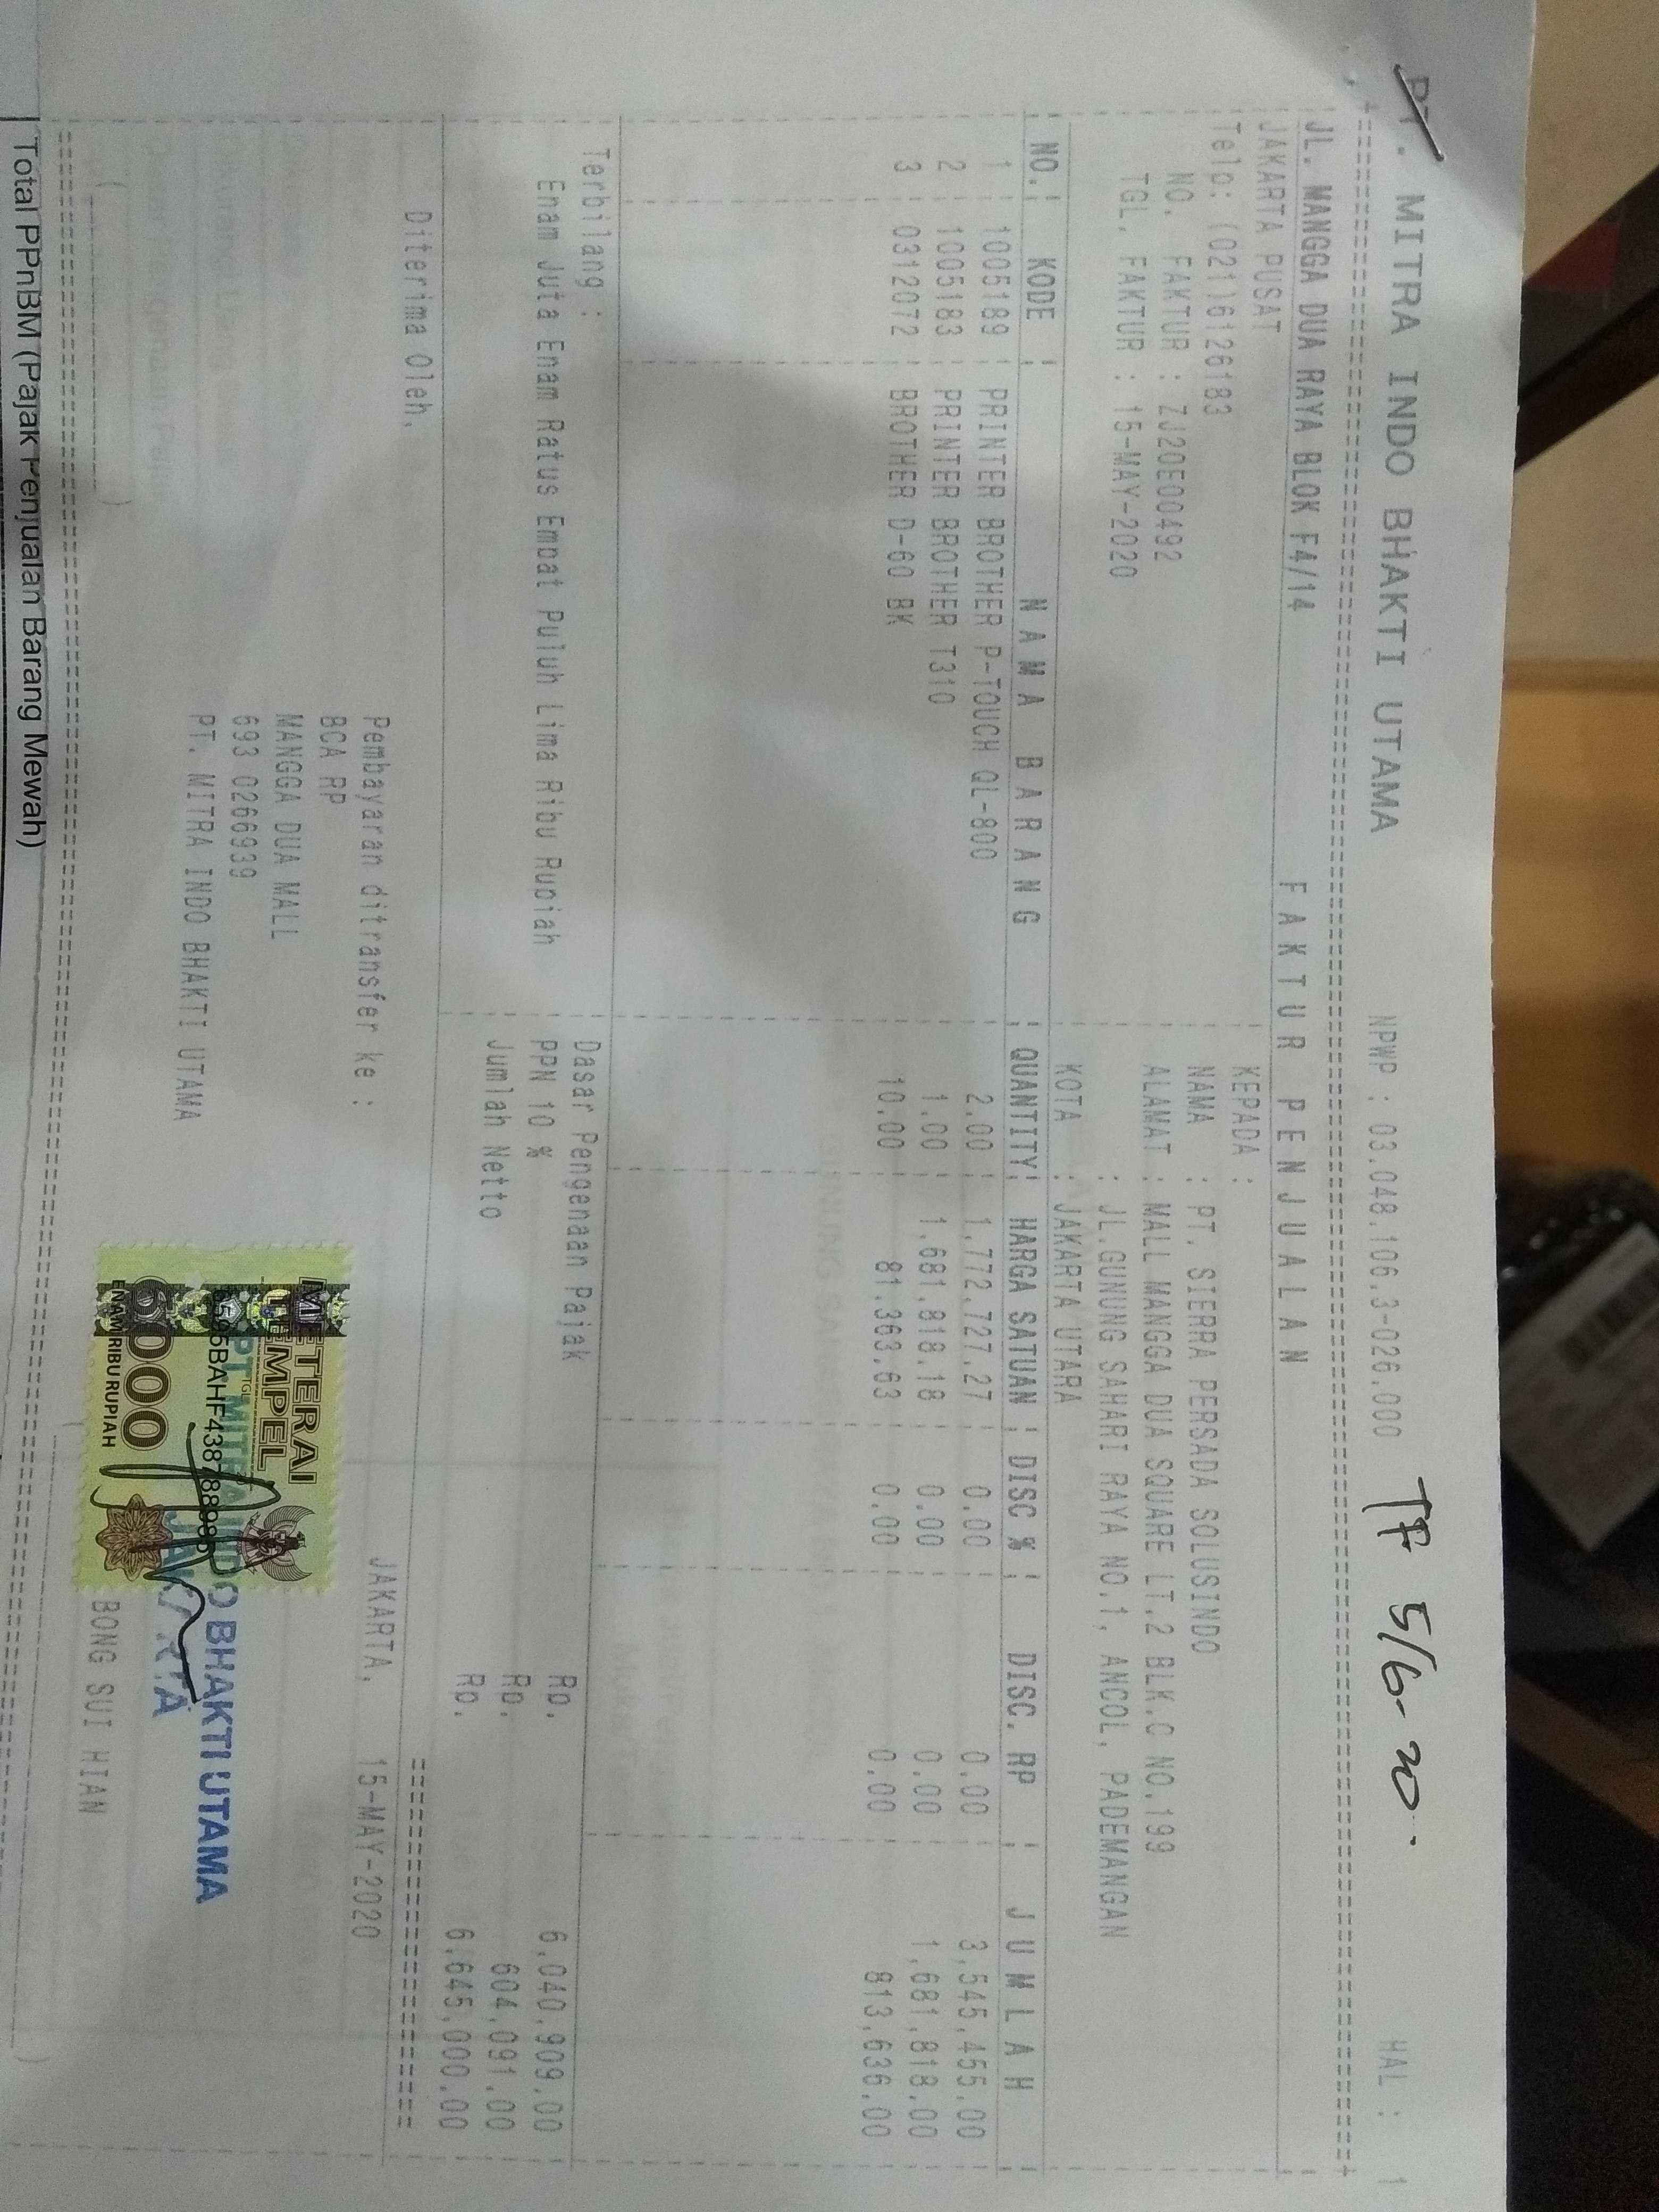 PT. MITRA INDO BHAKTI UTAMA NPWP : 03.048.106.3-026.000 TF 5/6-20 HAL : 1
JL. MANGGA DUA RAYA BLOK F4/14 F A K T U R P E N J U A L A N
JAKARTA PUSAT KEPADA :
Telp: (021)6126183 NAMA : PT. SIERRA PERSADA SOLUSINDO
NO. FAKTUR : ZJ20E00492 ALAMAT : MALL MANGGA DUA SQUARE LT.2 BLK.C NO.199
TGL. FAKTUR : 15-MAY-2020 : JL.GUNUNG SAHARI RAYA NO.1, ANCOL, PADEMANGAN
KOTA : JAKARTA UTARA
NO. KODE N A M A B A R A N G QUANTITY HARGA SATUAN DISC % DISC. RP J U M L A H
1 1005189 PRINTER BROTHER P-TOUCH QL-800 2.00 1,772,727.27 0.00 0.00 3,545,455.00
2 1005183 PRINTER BROTHER T310 1.00 1,681,818.18 0.00 0.00 1,681,818.00
3 0312072 BROTHER D-60 BK 10.00 81,363.63 0.00 0.00 813,636.00
Terbilang : Dasar Pengenaan Pajak Rp. 6,040,909.00
Enam Juta Enam Ratus Empat Puluh Lima Ribu Rupiah PPN 10 % Rp. 604,091.00
Jumlah Netto Rp. 6,645,000.00
Diterima Oleh, Pembayaran ditransfer ke : JAKARTA, 15-MAY-2020
BCA RP
MANGGA DUA MALL
693 0266939
PT. MITRA INDO BHAKTI UTAMA
METERAI
TEMPEL
TGL
PT MITRA INDO BHAKTI UTAMA
JAKARTA
6000
ENAM RIBU RUPIAH
BONG SUI HIAN
Total PPnBM (Pajak Penjualan Barang Mewah)